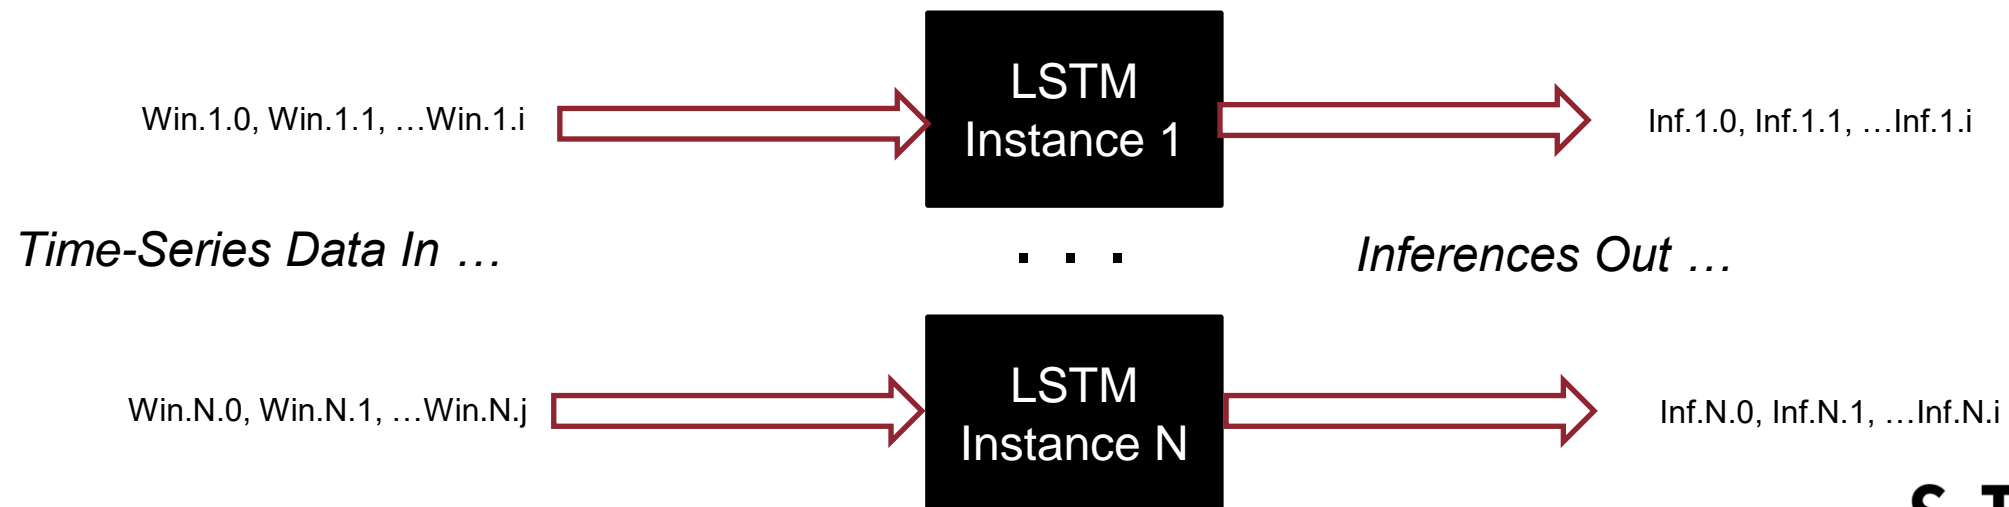 LSTM
Instance 1
Win.1.0, Win.1.1, …Win.1.i
Inf.1.0, Inf.1.1, …Inf.1.i
Time-Series Data In …
. . .
Inferences Out …
LSTM
Instance N
Win.N.0, Win.N.1, …Win.N.j
Inf.N.0, Inf.N.1, …Inf.N.i